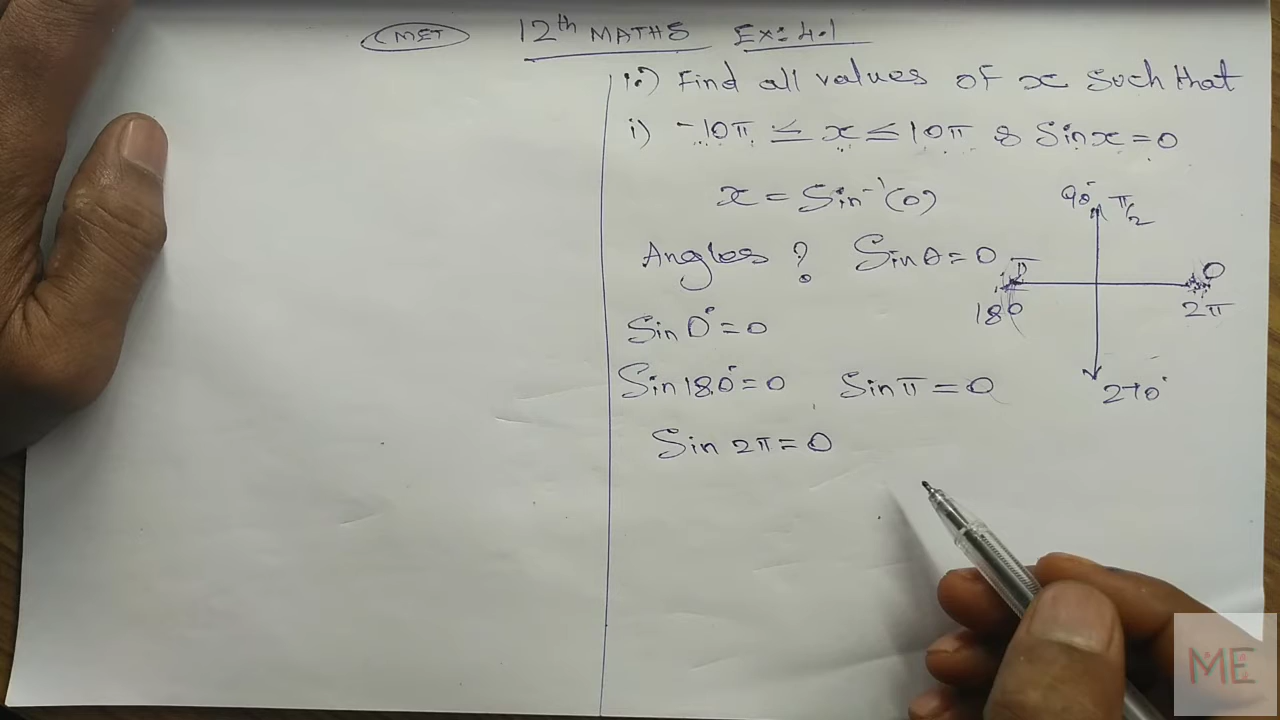 MET 12th MATHS Ex: 4.1
1.) Find all values of x such that
i) -10π ≤ x ≤ 10π & Sinx = 0
x = Sin⁻¹(0)
90° π/2
Angles ? Sinθ = 0
π 0
180 2π
Sin 0° = 0
Sin 180° = 0 Sin π = 0
270°
Sin 2π = 0
ME